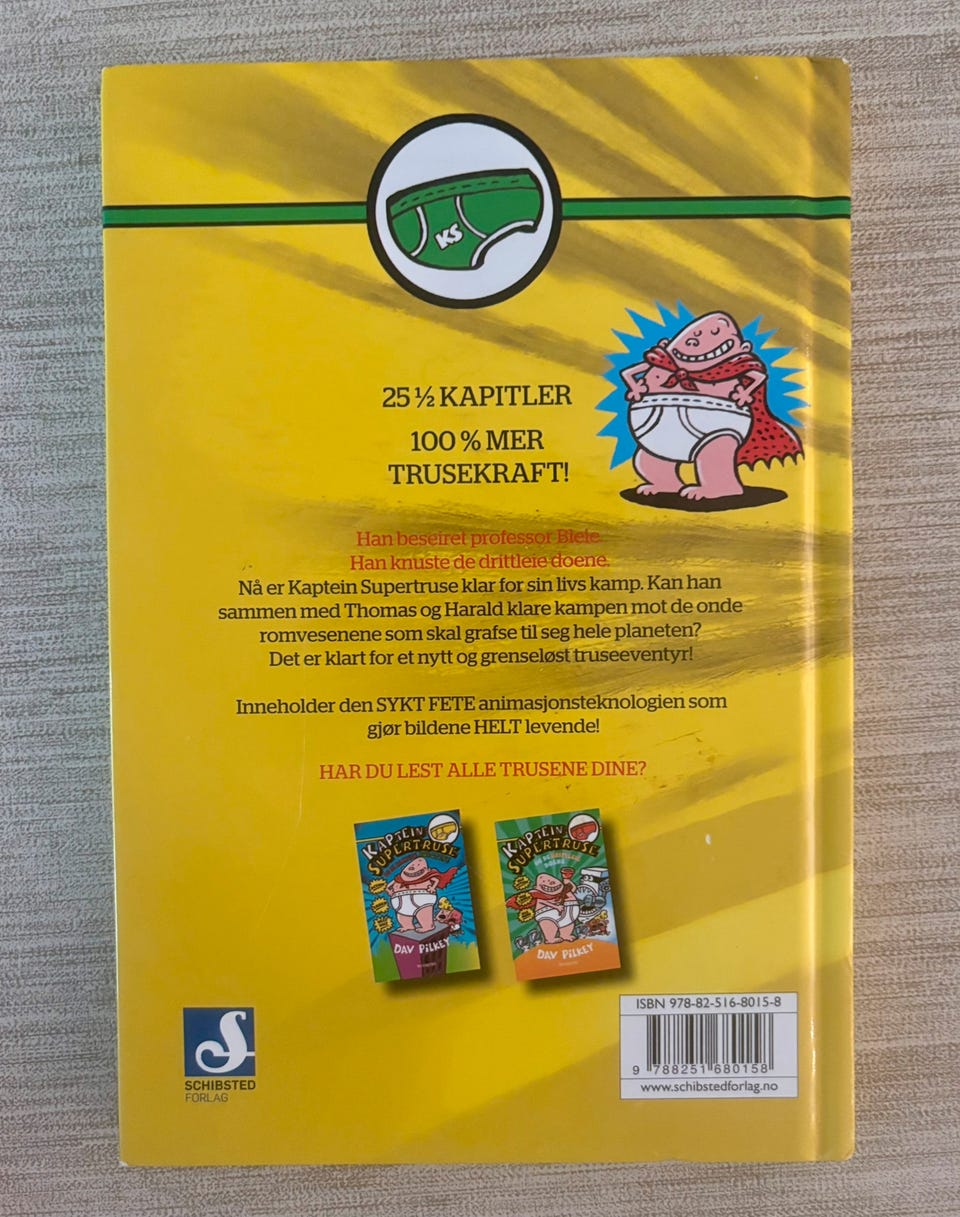 KS
25 ½ KAPITLER
100 % MER
TRUSEKRAFT!
Han beseiret professor Bleie.
Han knuste de drittleie doene.
Nå er Kaptein Supertruse klar for sin livs kamp. Kan han
sammen med Thomas og Harald klare kampen mot de onde
romvesenene som skal grafse til seg hele planeten?
Det er klart for et nytt og grenseløst truseeventyr!
Inneholder den SYKT FETE animasjonsteknologien som
gjør bildene HELT levende!
HAR DU LEST ALLE TRUSENE DINE?
KAPTEIN
SUPERTRUSE
DAV PILKEY
KAPTEIN
SUPERTRUSE
DAV PILKEY
SCHIBSTED
FORLAG
ISBN 978-82-516-8015-8
9 788251 680158
www.schibstedforlag.no